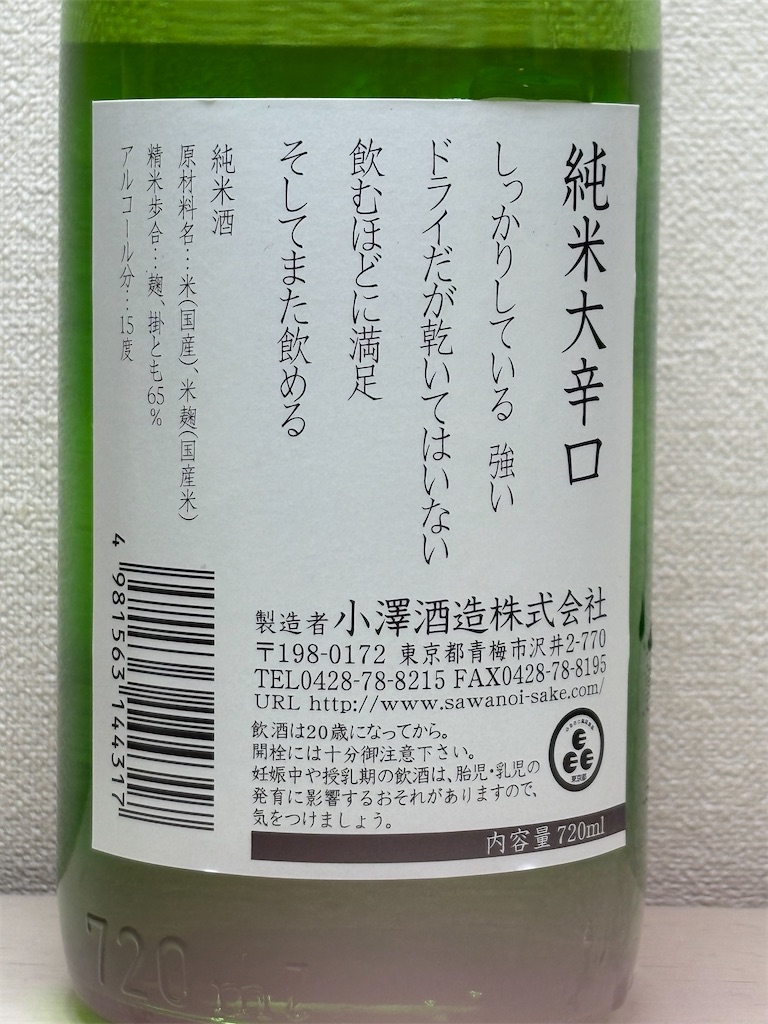 純米大辛口
しっかりしている 強い
ドライだが乾いてはいない
飲むほどに満足
そしてまた飲める
純米酒
原材料名…米(国産)、米麹(国産米)
精米歩合…麹、掛とも65%
アルコール分…15度
4 981563 144317
製造者 小澤酒造株式会社
〒198-0172 東京都青梅市沢井2-770
TEL0428-78-8215 FAX0428-78-8195
URL http://www.sawanoi-sake.com/
飲酒は20歳になってから。
開栓には十分御注意下さい。
妊娠中や授乳期の飲酒は、胎児・乳児の
発育に影響するおそれがありますので、
気をつけましょう。
東京都
内容量 720ml
720